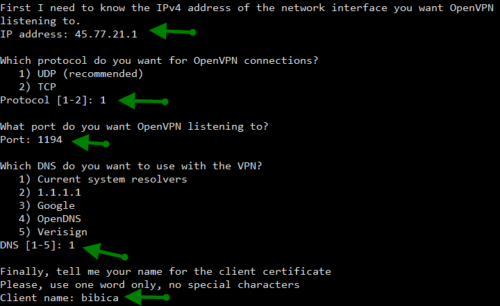 First I need to know the IPv4 address of the network interface you want OpenVPN
listening to.
IP address: 45.77.21.1
Which protocol do you want for OpenVPN connections?
1) UDP (recommended)
2) TCP
Protocol [1-2]: 1
What port do you want OpenVPN listening to?
Port: 1194
Which DNS do you want to use with the VPN?
1) Current system resolvers
2) 1.1.1.1
3) Google
4) OpenDNS
5) Verisign
DNS [1-5]: 1
Finally, tell me your name for the client certificate
Please, use one word only, no special characters
Client name: bibica